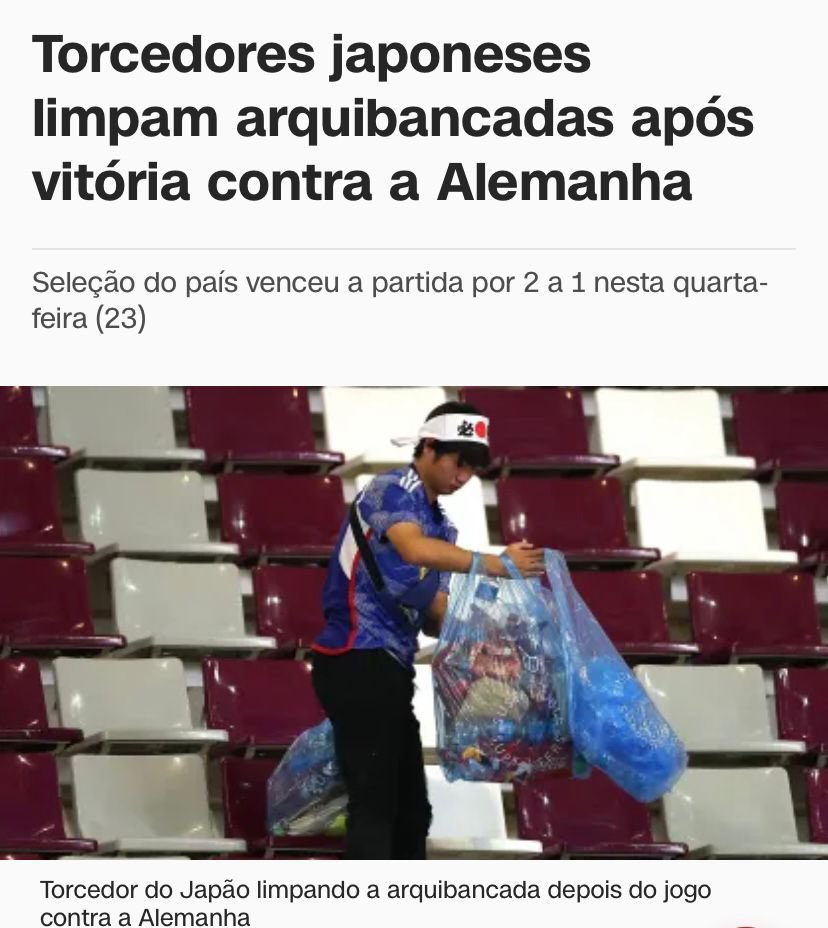 Torcedores japoneses
limpam arquibancadas após
vitória contra a Alemanha
Seleção do país venceu a partida por 2 a 1 nesta quarta-
feira (23)
必
Torcedor do Japão limpando a arquibancada depois do jogo
contra a Alemanha